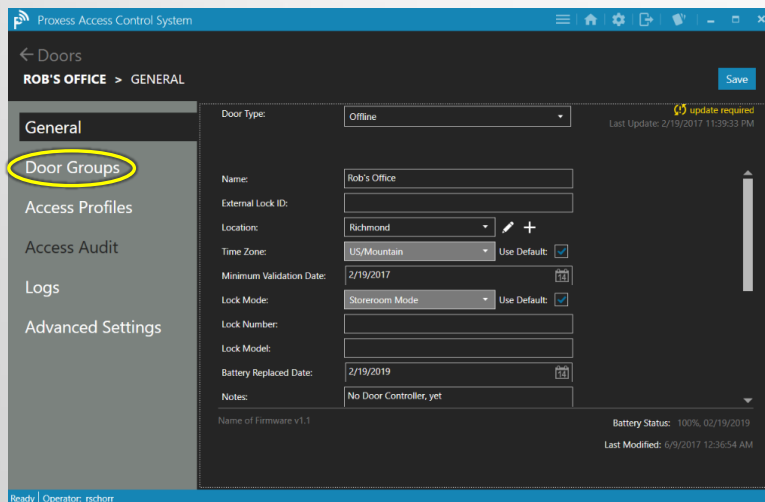 Proxess Access Control System
Doors
ROB'S OFFICE > GENERAL
Save
General
Door Groups
Access Profiles
Access Audit
Logs
Advanced Settings
Door Type: Offline
update required
Last Update: 2/19/2017 11:39:33 PM
Name: Rob's Office
External Lock ID:
Location: Richmond
Time Zone: US/Mountain Use Default:
Minimum Validation Date: 2/19/2017 14
Lock Mode: Storeroom Mode Use Default:
Lock Number:
Lock Model:
Battery Replaced Date: 2/19/2019 14
Notes: No Door Controller, yet
Name of Firmware v1.1
Battery Status: 100%, 02/19/2019
Last Modified: 6/9/2017 12:36:54 AM
Ready Operator: rschorr